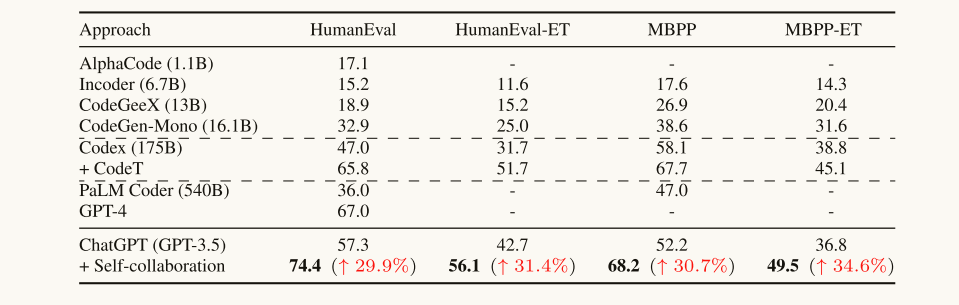 Approach HumanEval HumanEval-ET MBPP MBPP-ET
AlphaCode (1.1B) 17.1 - - -
Incoder (6.7B) 15.2 11.6 17.6 14.3
CodeGeeX (13B) 18.9 15.2 26.9 20.4
CodeGen-Mono (16.1B) 32.9 25.0 38.6 31.6
Codex (175B) 47.0 31.7 58.1 38.8
+ CodeT 65.8 51.7 67.7 45.1
PaLM Coder (540B) 36.0 - 47.0 -
GPT-4 67.0 - - -
ChatGPT (GPT-3.5) 57.3 42.7 52.2 36.8
+ Self-collaboration 74.4 (↑ 29.9%) 56.1 (↑ 31.4%) 68.2 (↑ 30.7%) 49.5 (↑ 34.6%)